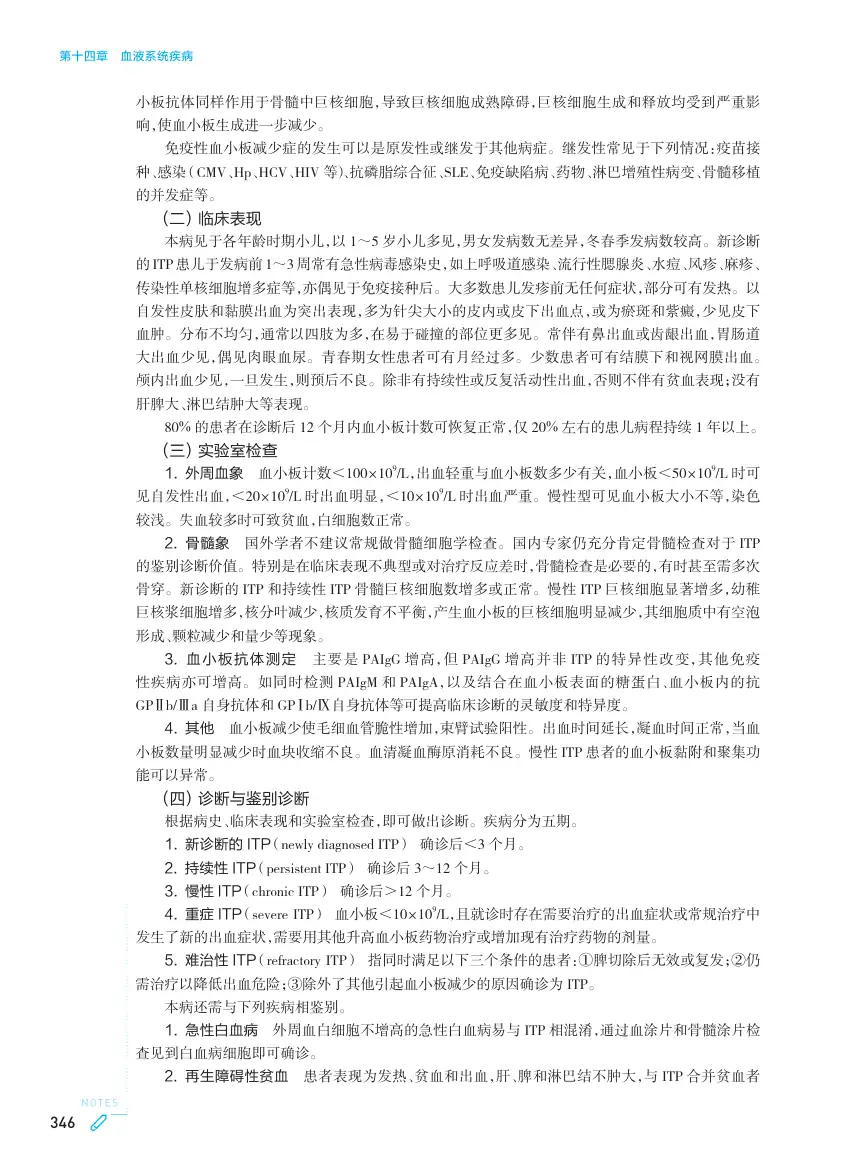 第十四章　血液系统疾病
小板抗体同样作用于骨髓中巨核细胞，导致巨核细胞成熟障碍，巨核细胞生成和释放均受到严重影
响，使血小板生成进一步减少。
免疫性血小板减少症的发生可以是原发性或继发于其他病症。继发性常见于下列情况：疫苗接
种、感染（CMV、Hp、HCV、HIV 等）、抗磷脂综合征、SLE、免疫缺陷病、药物、淋巴增殖性病变、骨髓移植
的并发症等。
（二）临床表现
本病见于各年龄时期小儿，以 1～5 岁小儿多见，男女发病数无差异，冬春季发病数较高。新诊断
的 ITP 患儿于发病前 1～3 周常有急性病毒感染史，如上呼吸道感染、流行性腮腺炎、水痘、风疹、麻疹、
传染性单核细胞增多症等，亦偶见于免疫接种后。大多数患儿发疹前无任何症状，部分可有发热。以
自发性皮肤和黏膜出血为突出表现，多为针尖大小的皮内或皮下出血点，或为瘀斑和紫癜，少见皮下
血肿。分布不均匀，通常以四肢为多，在易于碰撞的部位更多见。常伴有鼻出血或齿龈出血，胃肠道
大出血少见，偶见肉眼血尿。青春期女性患者可有月经过多。少数患者可有结膜下和视网膜出血。
颅内出血少见，一旦发生，则预后不良。除非有持续性或反复活动性出血，否则不伴有贫血表现；没有
肝脾大、淋巴结肿大等表现。
80% 的患者在诊断后 12 个月内血小板计数可恢复正常，仅 20% 左右的患儿病程持续 1 年以上。
（三）实验室检查
1. 外周血象　血小板计数＜100×10⁹/L，出血轻重与血小板数多少有关，血小板＜50×10⁹/L 时可
见自发性出血，＜20×10⁹/L 时出血明显，＜10×10⁹/L 时出血严重。慢性型可见血小板大小不等，染色
较浅。失血较多时可致贫血，白细胞数正常。
2. 骨髓象　国外学者不建议常规做骨髓细胞学检查。国内专家仍充分肯定骨髓检查对于 ITP
的鉴别诊断价值。特别是在临床表现不典型或对治疗反应差时，骨髓检查是必要的，有时甚至需多次
骨穿。新诊断的 ITP 和持续性 ITP 骨髓巨核细胞数增多或正常。慢性 ITP 巨核细胞显著增多，幼稚
巨核浆细胞增多，核分叶减少，核质发育不平衡，产生血小板的巨核细胞明显减少，其细胞质中有空泡
形成、颗粒减少和量少等现象。
3. 血小板抗体测定　主要是 PAIgG 增高，但 PAIgG 增高并非 ITP 的特异性改变，其他免疫
性疾病亦可增高。如同时检测 PAIgM 和 PAIgA，以及结合在血小板表面的糖蛋白、血小板内的抗
GPⅡb/Ⅲa 自身抗体和 GPⅠb/Ⅸ自身抗体等可提高临床诊断的灵敏度和特异度。
4. 其他　血小板减少使毛细血管脆性增加，束臂试验阳性。出血时间延长，凝血时间正常，当血
小板数量明显减少时血块收缩不良。血清凝血酶原消耗不良。慢性 ITP 患者的血小板黏附和聚集功
能可以异常。
（四）诊断与鉴别诊断
根据病史、临床表现和实验室检查，即可做出诊断。疾病分为五期。
1. 新诊断的 ITP（newly diagnosed ITP）　确诊后＜3 个月。
2. 持续性 ITP（persistent ITP）　确诊后 3～12 个月。
3. 慢性 ITP（chronic ITP）　确诊后＞12 个月。
4. 重症 ITP（severe ITP）　血小板＜10×10⁹/L，且就诊时存在需要治疗的出血症状或常规治疗中
发生了新的出血症状，需要用其他升高血小板药物治疗或增加现有治疗药物的剂量。
5. 难治性 ITP（refractory ITP）　指同时满足以下三个条件的患者：①脾切除后无效或复发；②仍
需治疗以降低出血危险；③除外了其他引起血小板减少的原因确诊为 ITP。
本病还需与下列疾病相鉴别。
1. 急性白血病　外周血白细胞不增高的急性白血病易与 ITP 相混淆，通过血涂片和骨髓涂片检
查见到白血病细胞即可确诊。
2. 再生障碍性贫血　患者表现为发热、贫血和出血，肝、脾和淋巴结不肿大，与 ITP 合并贫血者
NOTES
346